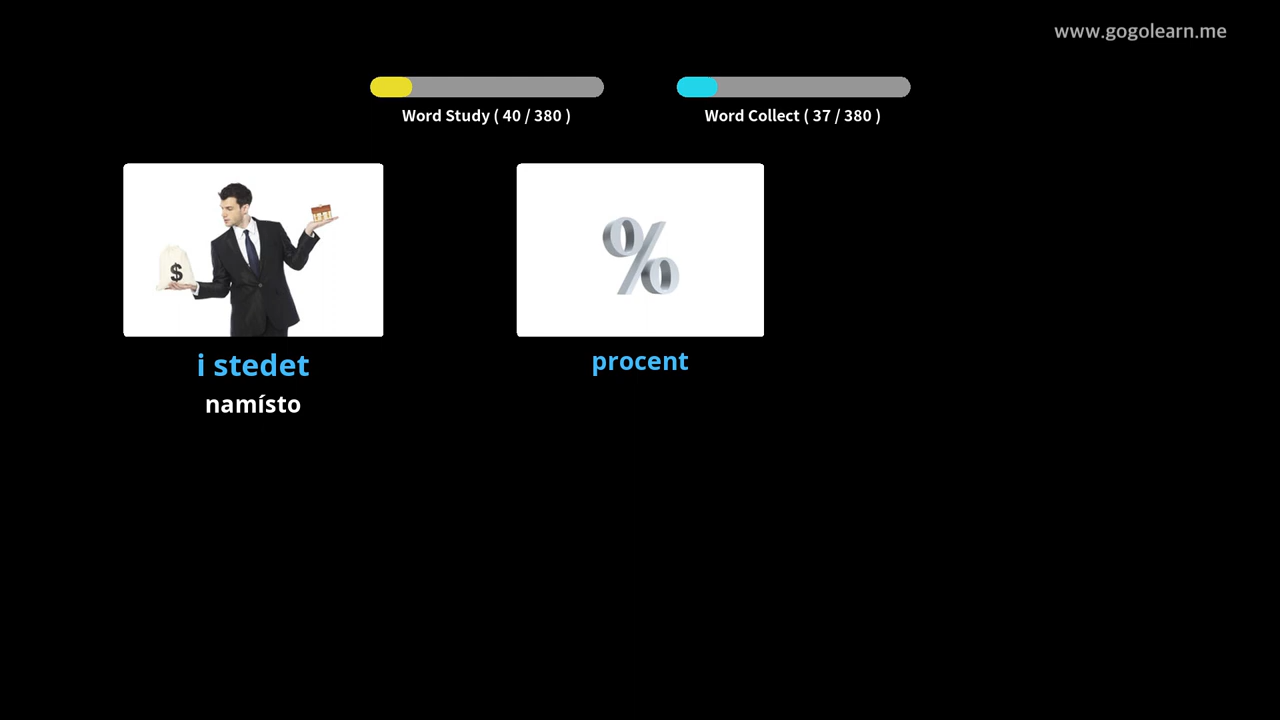 www.gogolearn.me
Word Study ( 40 / 380 )
Word Collect ( 37 / 380 )
$
%
i stedet
procent
namísto